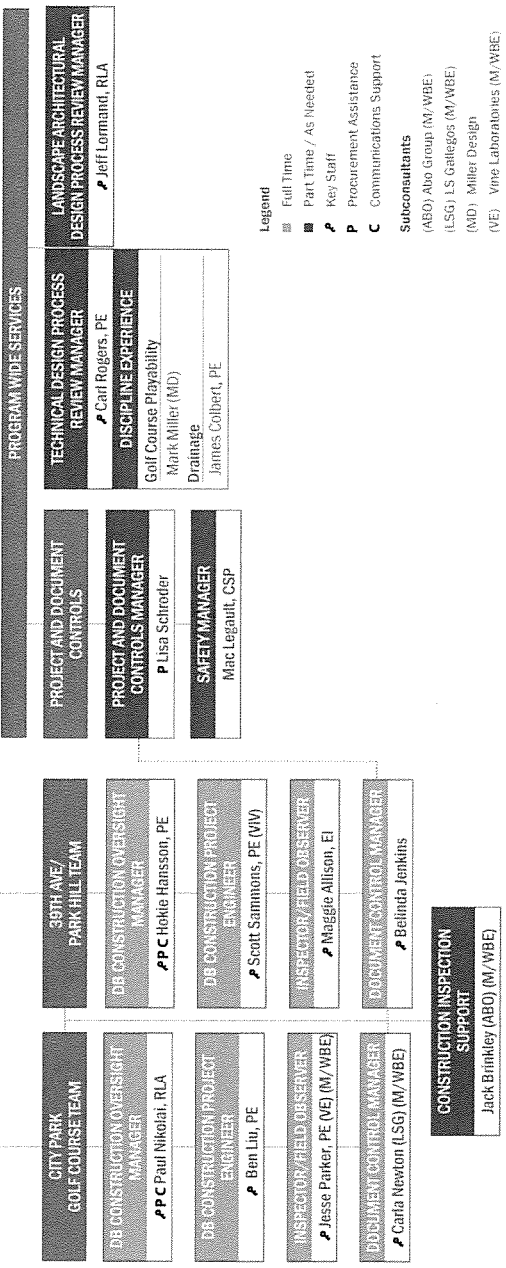 CITY PARK
GOLF COURSE TEAM
DB CONSTRUCTION OVERSIGHT
MANAGER
PPC Paul Nikolai, RLA
DB CONSTRUCTION PROJECT
ENGINEER
Ben Liu, PE
INSPECTOR/FIELD OBSERVER
Jesse Parker, PE (VE) (M/WBE)
DOCUMENT CONTROL MANAGER
Carla Newton (LSG) (M/WBE)
39TH AVE/
PARK HILL TEAM
DB CONSTRUCTION OVERSIGHT
MANAGER
PPC Hokie Hansson, PE
DB CONSTRUCTION PROJECT
ENGINEER
Scott Sammons, PE (VIV)
INSPECTOR/FIELD OBSERVER
Maggie Allison, EI
DOCUMENT CONTROL MANAGER
Belinda Jenkins
CONSTRUCTION INSPECTION
SUPPORT
Jack Brinkley (ABO) (M/WBE)
PROGRAM WIDE SERVICES
PROJECT AND DOCUMENT
CONTROLS
PROJECT AND DOCUMENT
CONTROLS MANAGER
P Lisa Schroder
SAFETY MANAGER
Mac Legault, CSP
TECHNICAL DESIGN PROCESS
REVIEW MANAGER
Carl Rogers, PE
DISCIPLINE EXPERIENCE
Golf Course Playability
Mark Miller (MD)
Drainage
James Colbert, PE
LANDSCAPE ARCHITECTURAL
DESIGN PROCESS REVIEW MANAGER
Jeff Lormand, RLA
Legend
Full Time
Part Time / As Needed
Key Staff
P Procurement Assistance
C Communications Support
Subconsultants
(ABO) Abo Group (M/WBE)
(LSG) LS Gallegos (M/WBE)
(MD) Miller Design
(VE) Vine Laboratories (M/WBE)